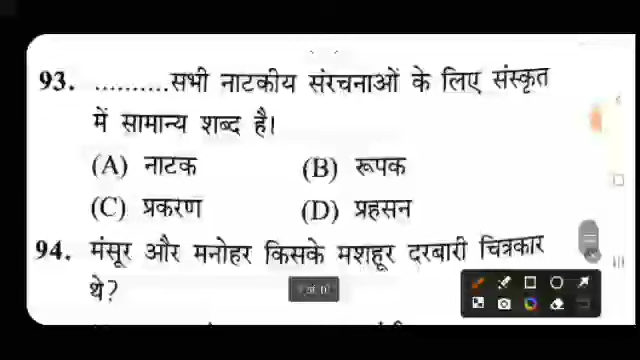 93. ..........सभी नाटकीय संरचनाओं के लिए संस्कृत
में सामान्य शब्द है।
(A) नाटक (B) रूपक
(C) प्रकरण (D) प्रहसन
94. मंसूर और मनोहर किसके मशहूर दरबारी चित्रकार
थे?